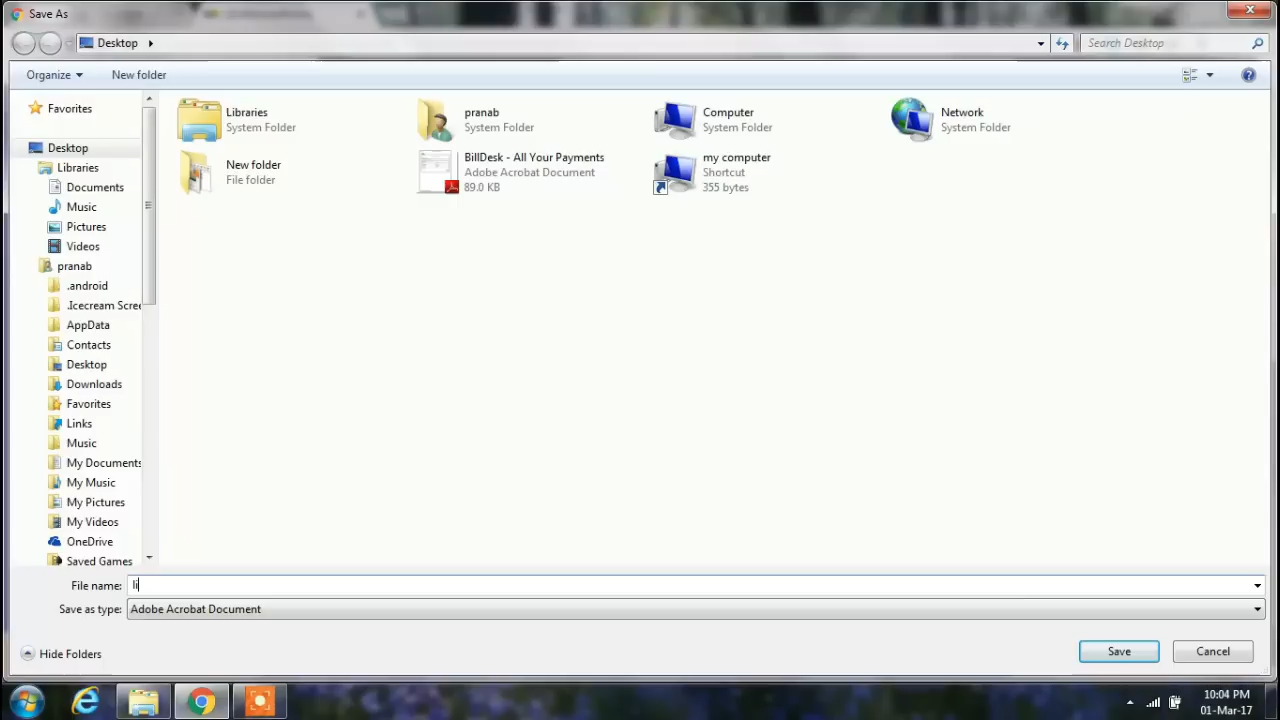 Save As
Desktop
Search Desktop
Organize
New folder
Favorites
Desktop
Libraries
Documents
Music
Pictures
Videos
pranab
.android
.Icecream Scree
AppData
Contacts
Desktop
Downloads
Favorites
Links
Music
My Documents
My Music
My Pictures
My Videos
OneDrive
Saved Games
Libraries
System Folder
pranab
System Folder
Computer
System Folder
Network
System Folder
New folder
File folder
BillDesk - All Your Payments
Adobe Acrobat Document
89.0 KB
my computer
Shortcut
355 bytes
File name: li
Save as type: Adobe Acrobat Document
Hide Folders
Save
Cancel
10:04 PM
01-Mar-17